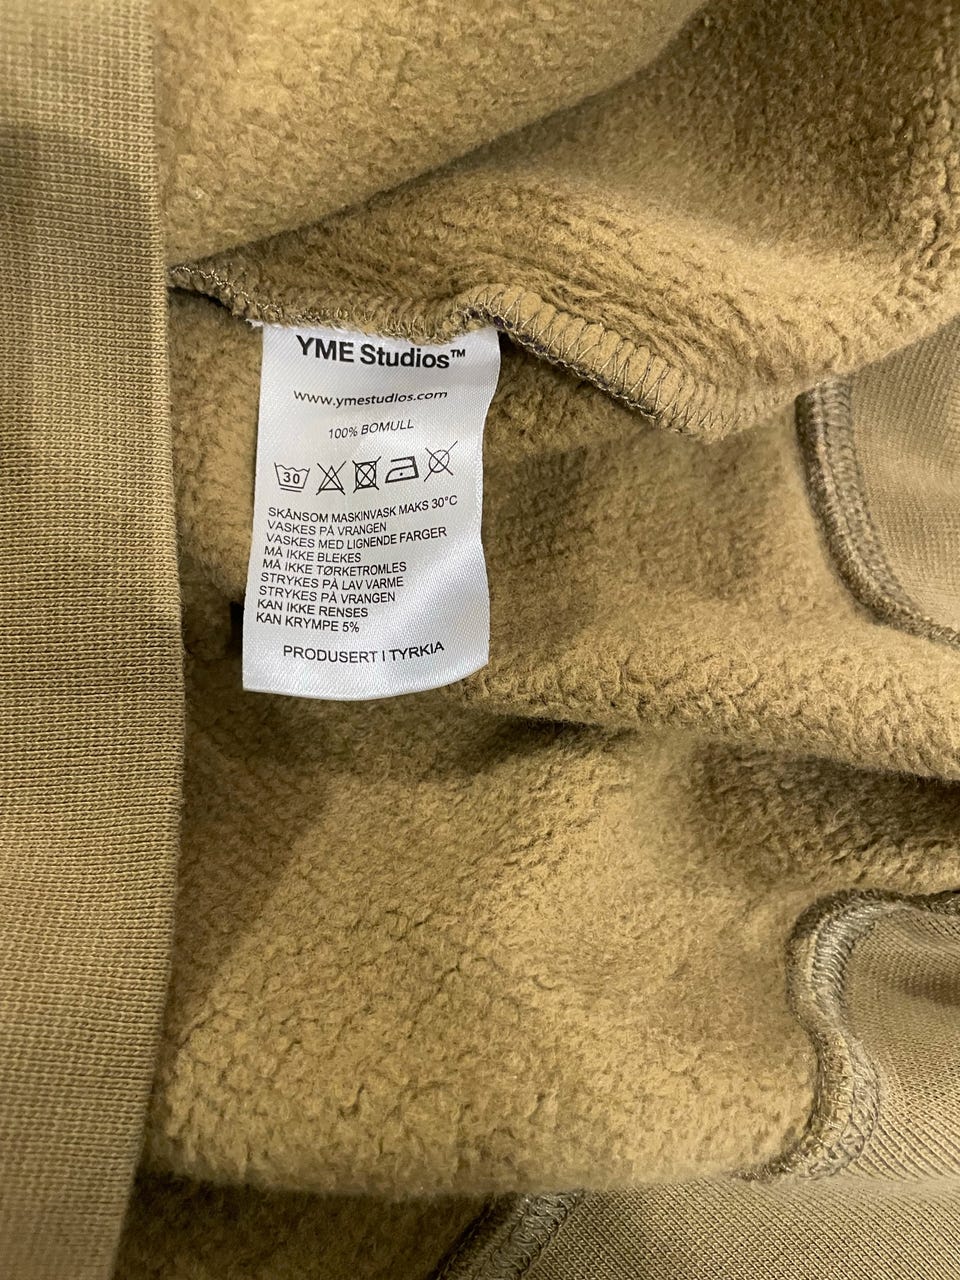 YME Studios™
www.ymestudios.com
100% BOMULL
30
SKÅNSOM MASKINVASK MAKS 30°C
VASKES PÅ VRANGEN
VASKES MED LIGNENDE FARGER
MÅ IKKE BLEKES
MÅ IKKE TØRKETROMLES
STRYKES PÅ LAV VARME
STRYKES PÅ VRANGEN
KAN IKKE RENSES
KAN KRYMPE 5%
PRODUSERT I TYRKIA